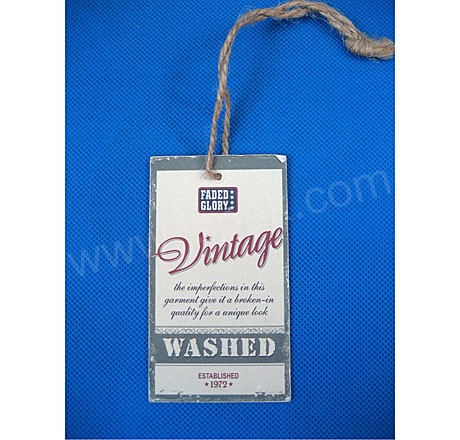 FADED
GLORY
Vintage
the imperfections in this
garment give it a broken-in
quality for a unique look
WASHED
ESTABLISHED
★1972★